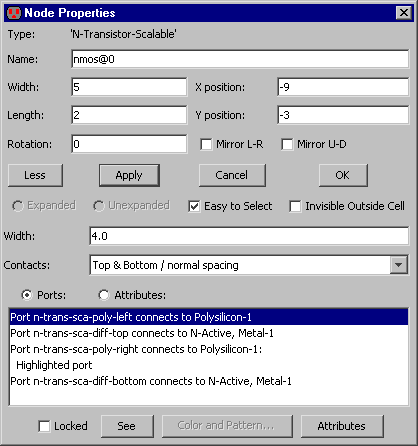 Node Properties
Type: 'N-Transistor-Scalable'
Name: nmos@0
Width: 5 X position: -9
Length: 2 Y position: -3
Rotation: 0 Mirror L-R Mirror U-D
Less Apply Cancel OK
Expanded Unexpanded Easy to Select Invisible Outside Cell
Width: 4.0
Contacts: Top & Bottom / normal spacing
Ports: Attributes:
Port n-trans-sca-poly-left connects to Polysilicon-1
Port n-trans-sca-diff-top connects to N-Active, Metal-1
Port n-trans-sca-poly-right connects to Polysilicon-1:
Highlighted port
Port n-trans-sca-diff-bottom connects to N-Active, Metal-1
Locked See Color and Pattern... Attributes